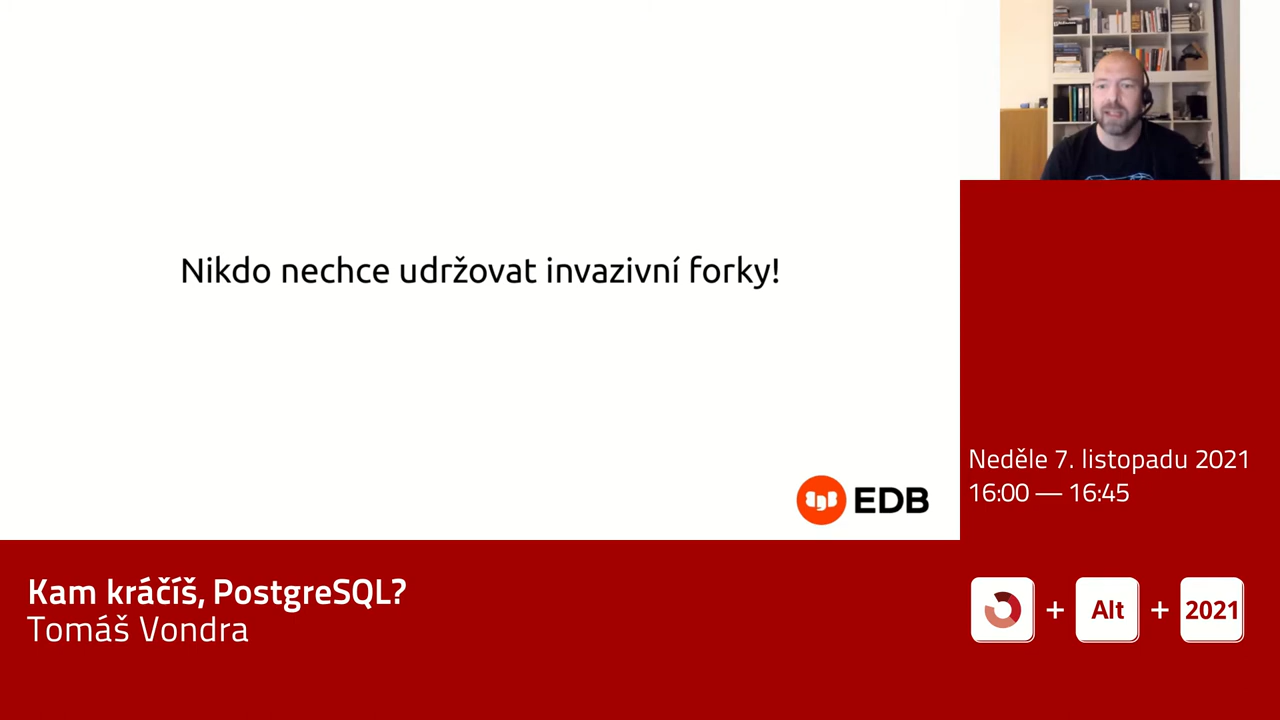 Nikdo nechce udržovat invazivní forky!
EDB
Neděle 7. listopadu 2021
16:00 — 16:45
Kam kráčíš, PostgreSQL?
Tomáš Vondra
+ Alt + 2021